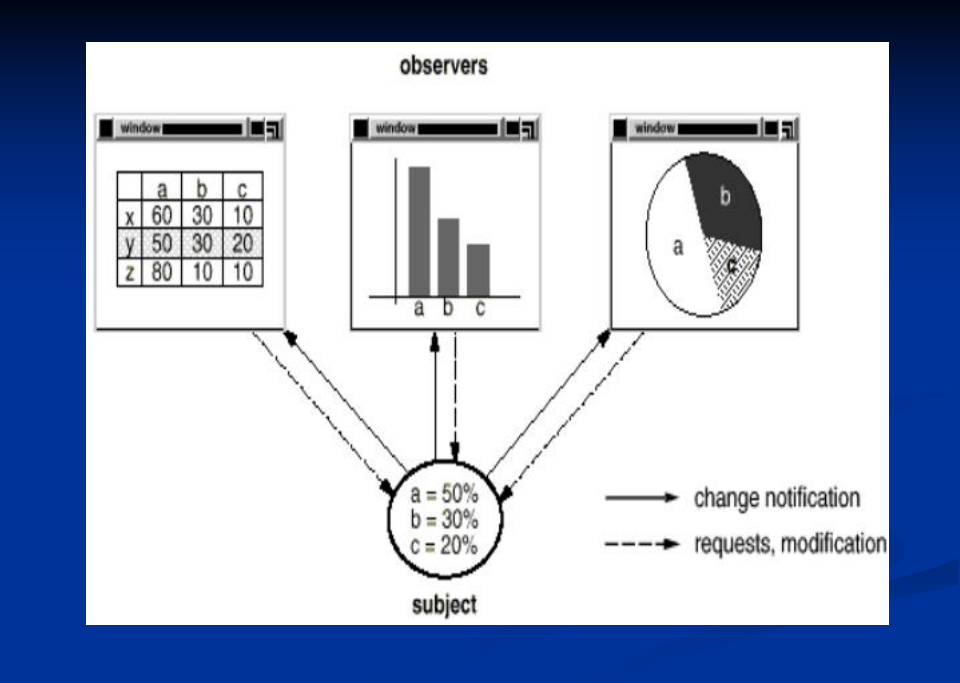 observers
window
a b c
x 60 30 10
y 50 30 20
z 80 10 10
window
a b c
window
a
b
c
a = 50%
b = 30%
c = 20%
subject
change notification
requests, modification